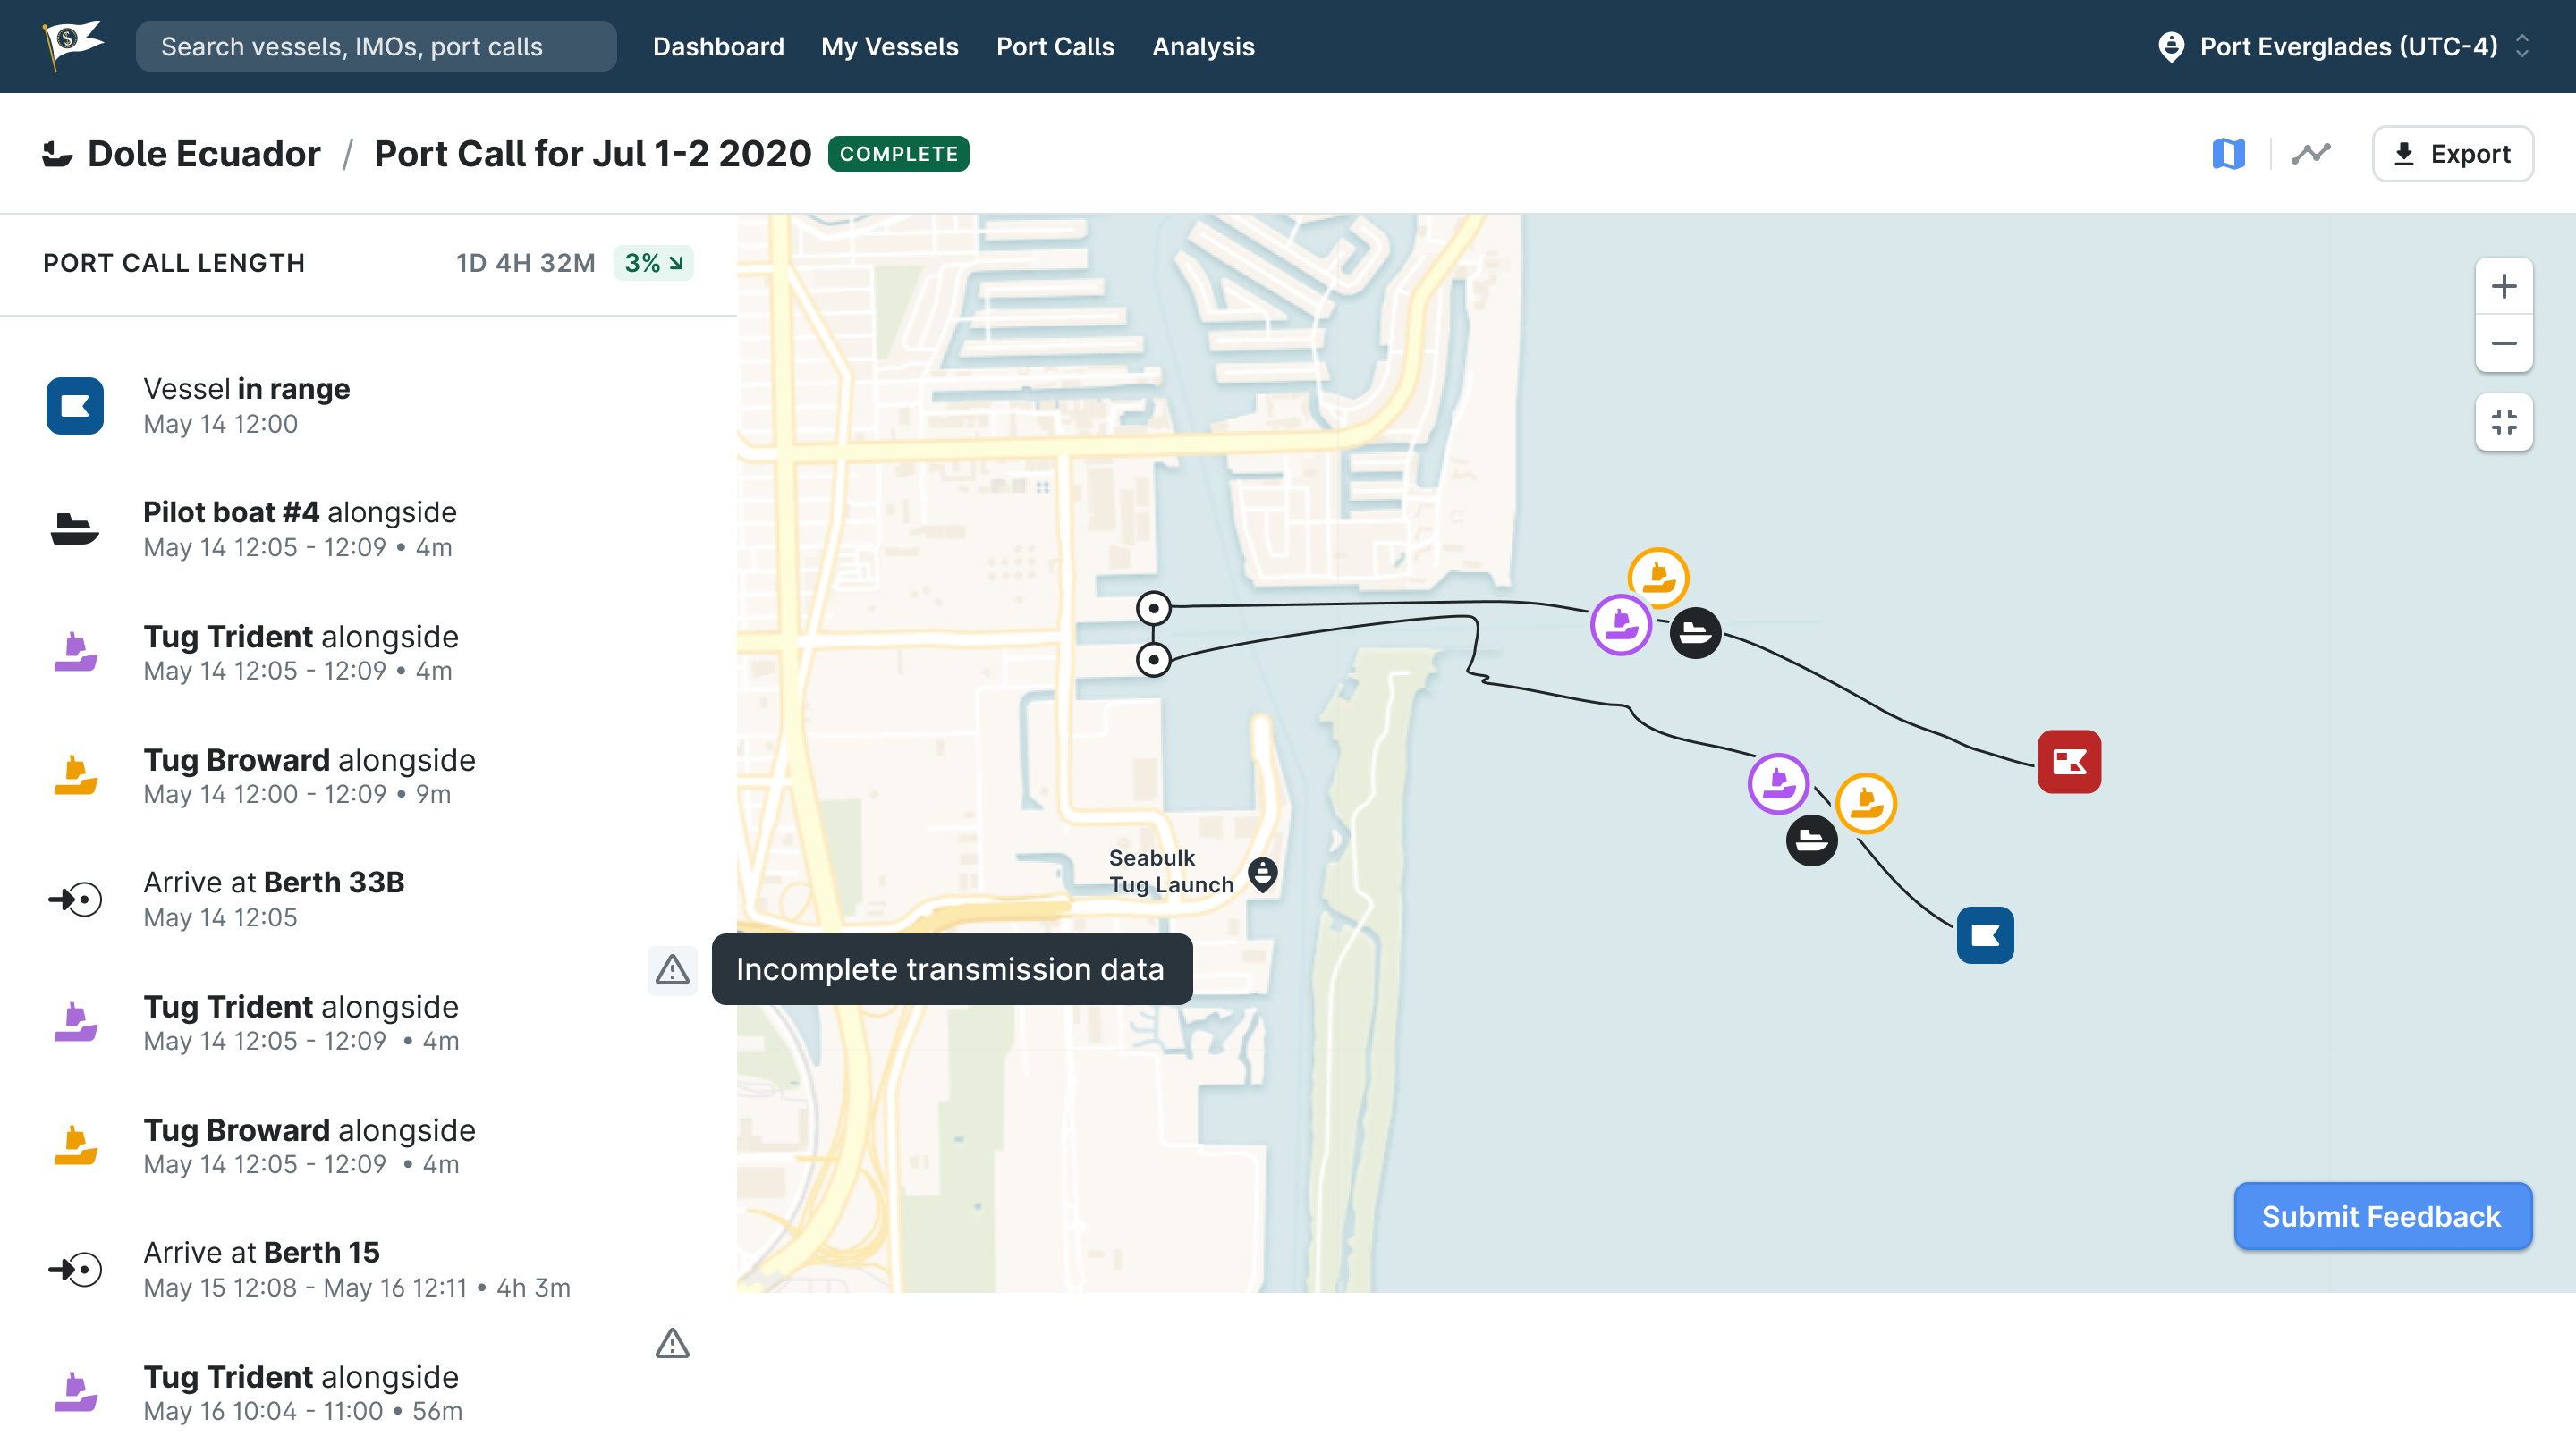 $
Search vessels, IMOs, port calls
Dashboard
My Vessels
Port Calls
Analysis
Port Everglades (UTC-4)
Dole Ecuador / Port Call for Jul 1-2 2020 COMPLETE
Export
PORT CALL LENGTH 1D 4H 32M 3%
Vessel in range
May 14 12:00
Pilot boat #4 alongside
May 14 12:05 - 12:09 • 4m
Tug Trident alongside
May 14 12:05 - 12:09 • 4m
Tug Broward alongside
May 14 12:00 - 12:09 • 9m
Arrive at Berth 33B
May 14 12:05
Incomplete transmission data
Tug Trident alongside
May 14 12:05 - 12:09 • 4m
Tug Broward alongside
May 14 12:05 - 12:09 • 4m
Arrive at Berth 15
May 15 12:08 - May 16 12:11 • 4h 3m
Tug Trident alongside
May 16 10:04 - 11:00 • 56m
Seabulk
Tug Launch
Submit Feedback